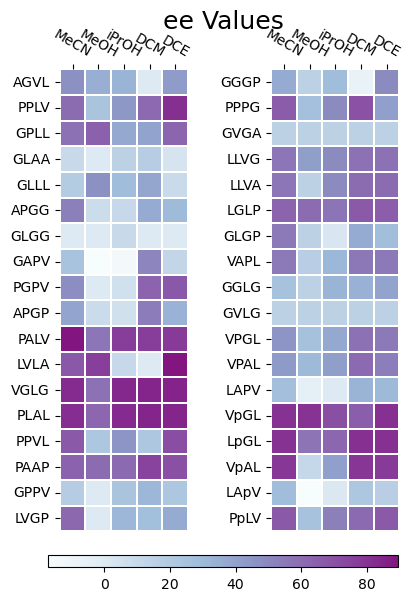 ee Values
MeCN MeOH iPrOH DCM DCE MeCN MeOH iPrOH DCM DCE
AGVL GGGP
PPLV PPPG
GPLL GVGA
GLAA LLVG
GLLL LLVA
APGG LGLP
GLGG GLGP
GAPV VAPL
PGPV GGLG
APGP GVLG
PALV VPGL
LVLA VPAL
VGLG LAPV
PLAL VpGL
PPVL LpGL
PAAP VpAL
GPPV LApV
LVGP PpLV
0 20 40 60 80